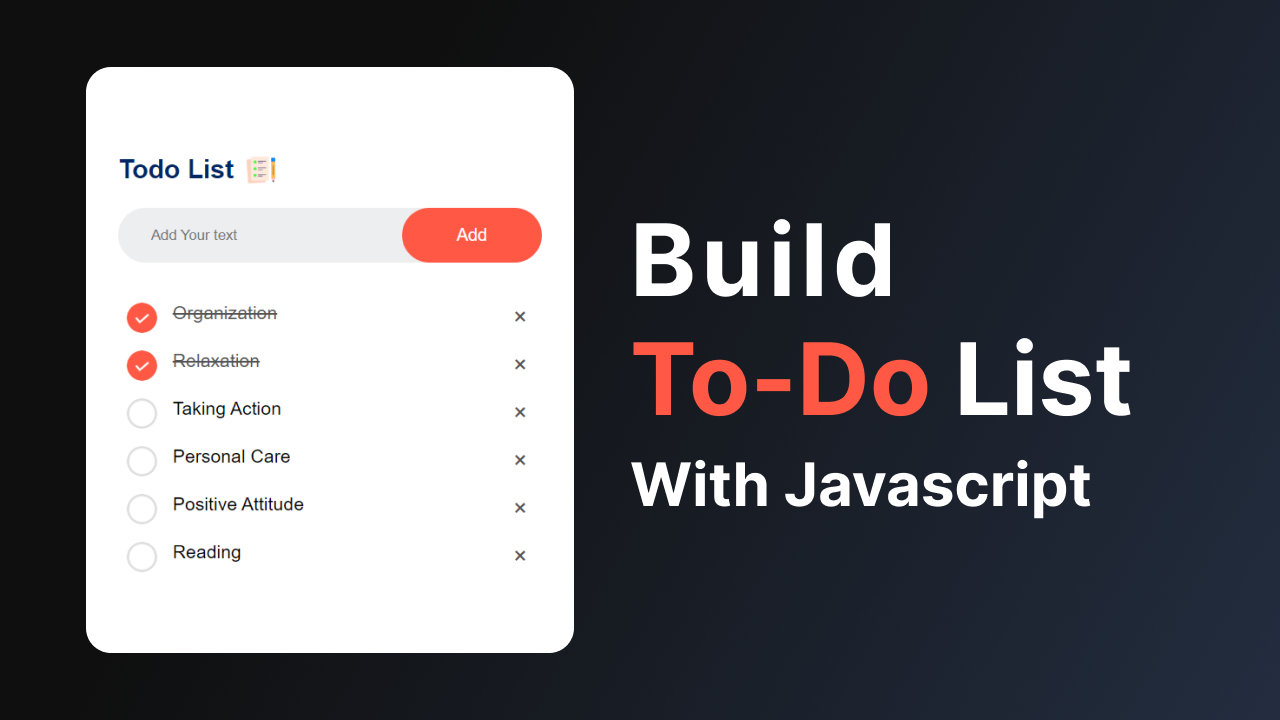 Todo List
Add Your text
Add
Organization ×
Relaxation ×
Taking Action ×
Personal Care ×
Positive Attitude ×
Reading ×
Build
To-Do List
With Javascript